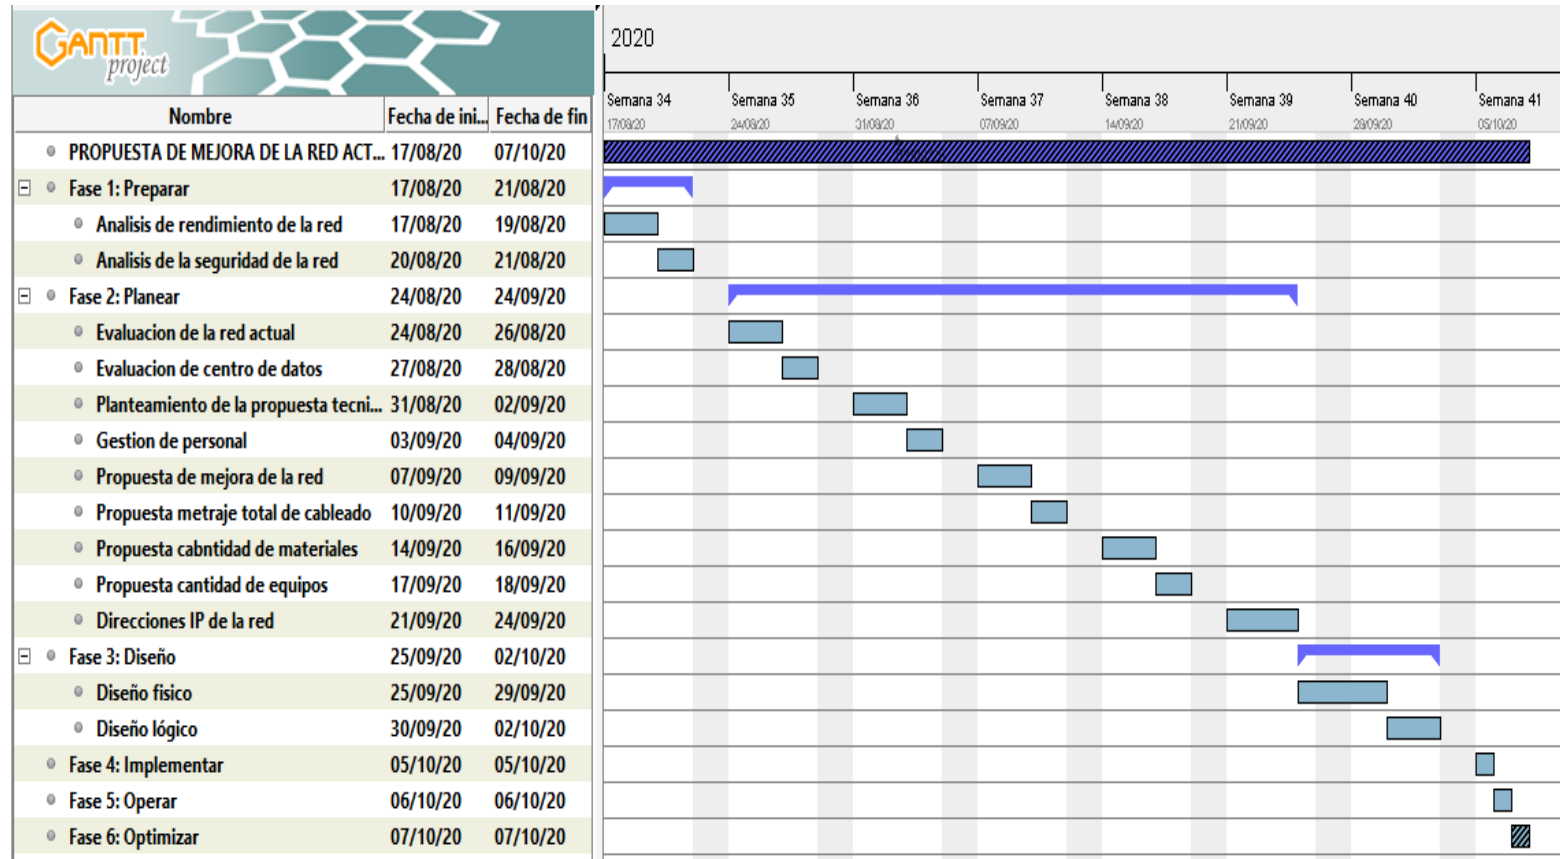 GANTT
project
2020
Semana 34 Semana 35 Semana 36 Semana 37 Semana 38 Semana 39 Semana 40 Semana 41
17/08/20 24/08/20 31/08/20 07/09/20 14/09/20 21/09/20 28/09/20 05/10/20
Nombre Fecha de ini... Fecha de fin
PROPUESTA DE MEJORA DE LA RED ACT... 17/08/20 07/10/20
Fase 1: Preparar 17/08/20 21/08/20
Analisis de rendimiento de la red 17/08/20 19/08/20
Analisis de la seguridad de la red 20/08/20 21/08/20
Fase 2: Planear 24/08/20 24/09/20
Evaluacion de la red actual 24/08/20 26/08/20
Evaluacion de centro de datos 27/08/20 28/08/20
Planteamiento de la propuesta tecni... 31/08/20 02/09/20
Gestion de personal 03/09/20 04/09/20
Propuesta de mejora de la red 07/09/20 09/09/20
Propuesta metraje total de cableado 10/09/20 11/09/20
Propuesta cabntidad de materiales 14/09/20 16/09/20
Propuesta cantidad de equipos 17/09/20 18/09/20
Direcciones IP de la red 21/09/20 24/09/20
Fase 3: Diseño 25/09/20 02/10/20
Diseño fisico 25/09/20 29/09/20
Diseño lógico 30/09/20 02/10/20
Fase 4: Implementar 05/10/20 05/10/20
Fase 5: Operar 06/10/20 06/10/20
Fase 6: Optimizar 07/10/20 07/10/20